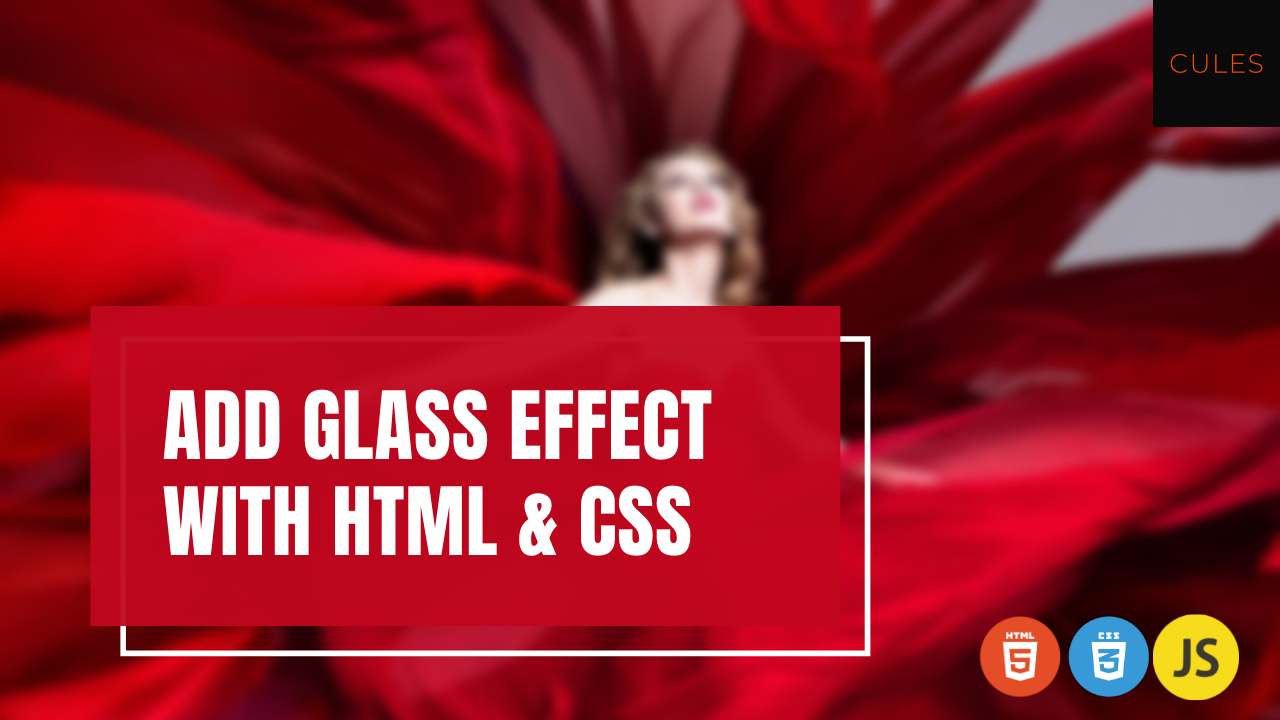 CULES
ADD GLASS EFFECT
WITH HTML & CSS
HTML
5
CSS
3
JS